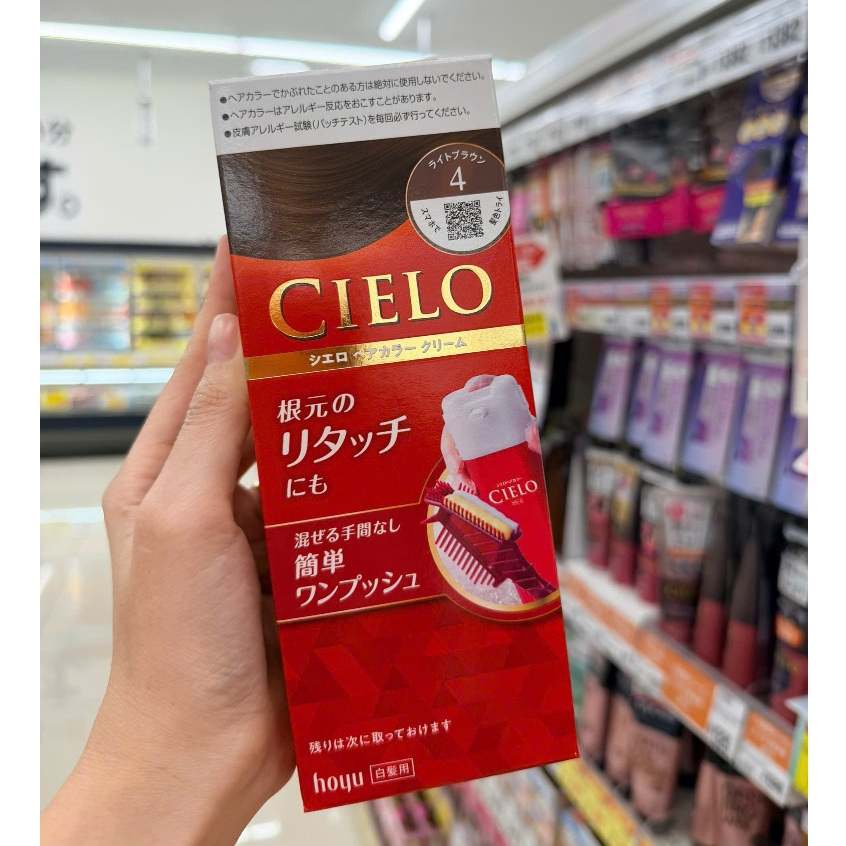 ●ヘアカラーでかぶれたことのある方は絶対に使用しないでください。
●ヘアカラーはアレルギー反応をおこすことがあります。
●皮膚アレルギー試験(パッチテスト)を毎回必ず行ってください。
ライトブラウン
4
スマホで
髪色トライ
CIELO
シエロ ヘアカラー クリーム
根元の
リタッチ
にも
CIELO
混ぜる手間なし
簡単
ワンプッシュ
残りは次に取っておけます
hoyu 白髪用
す。